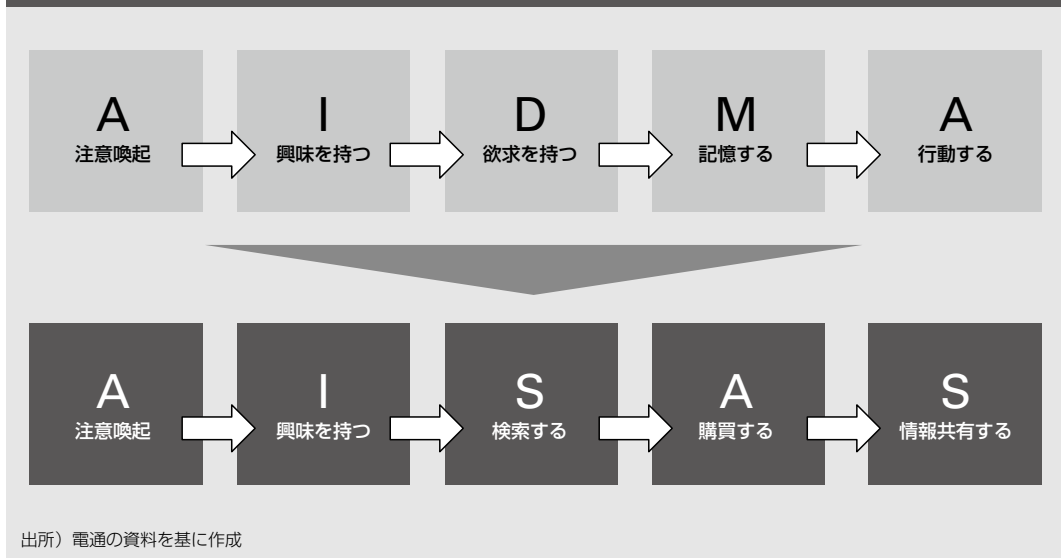 A
注意喚起
I
興味を持つ
D
欲求を持つ
M
記憶する
A
行動する
A
注意喚起
I
興味を持つ
S
検索する
A
購買する
S
情報共有する
出所）電通の資料を基に作成